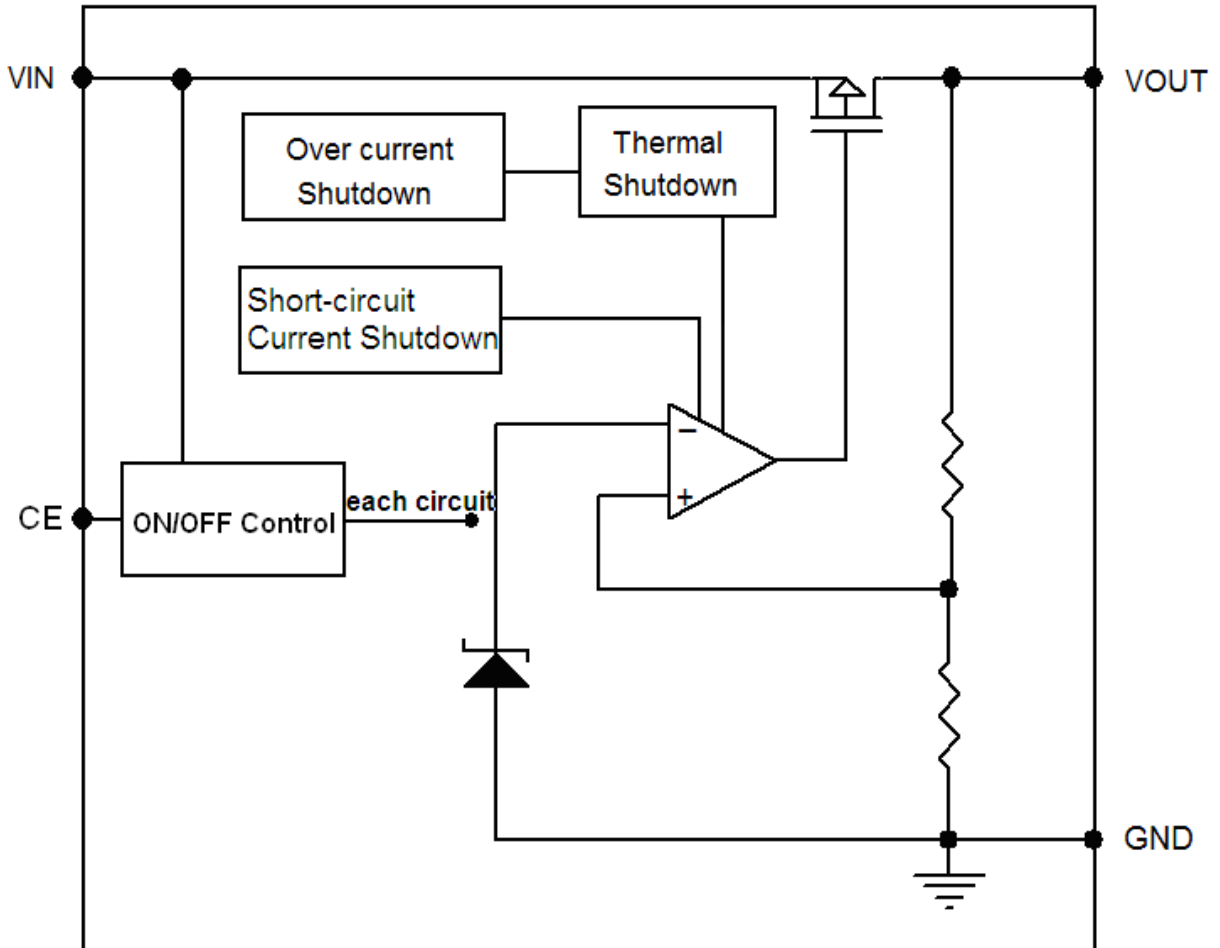 VIN
VOUT
Over current
Shutdown
Thermal
Shutdown
Short-circuit
Current Shutdown
−
+
each circuit
CE
ON/OFF Control
GND